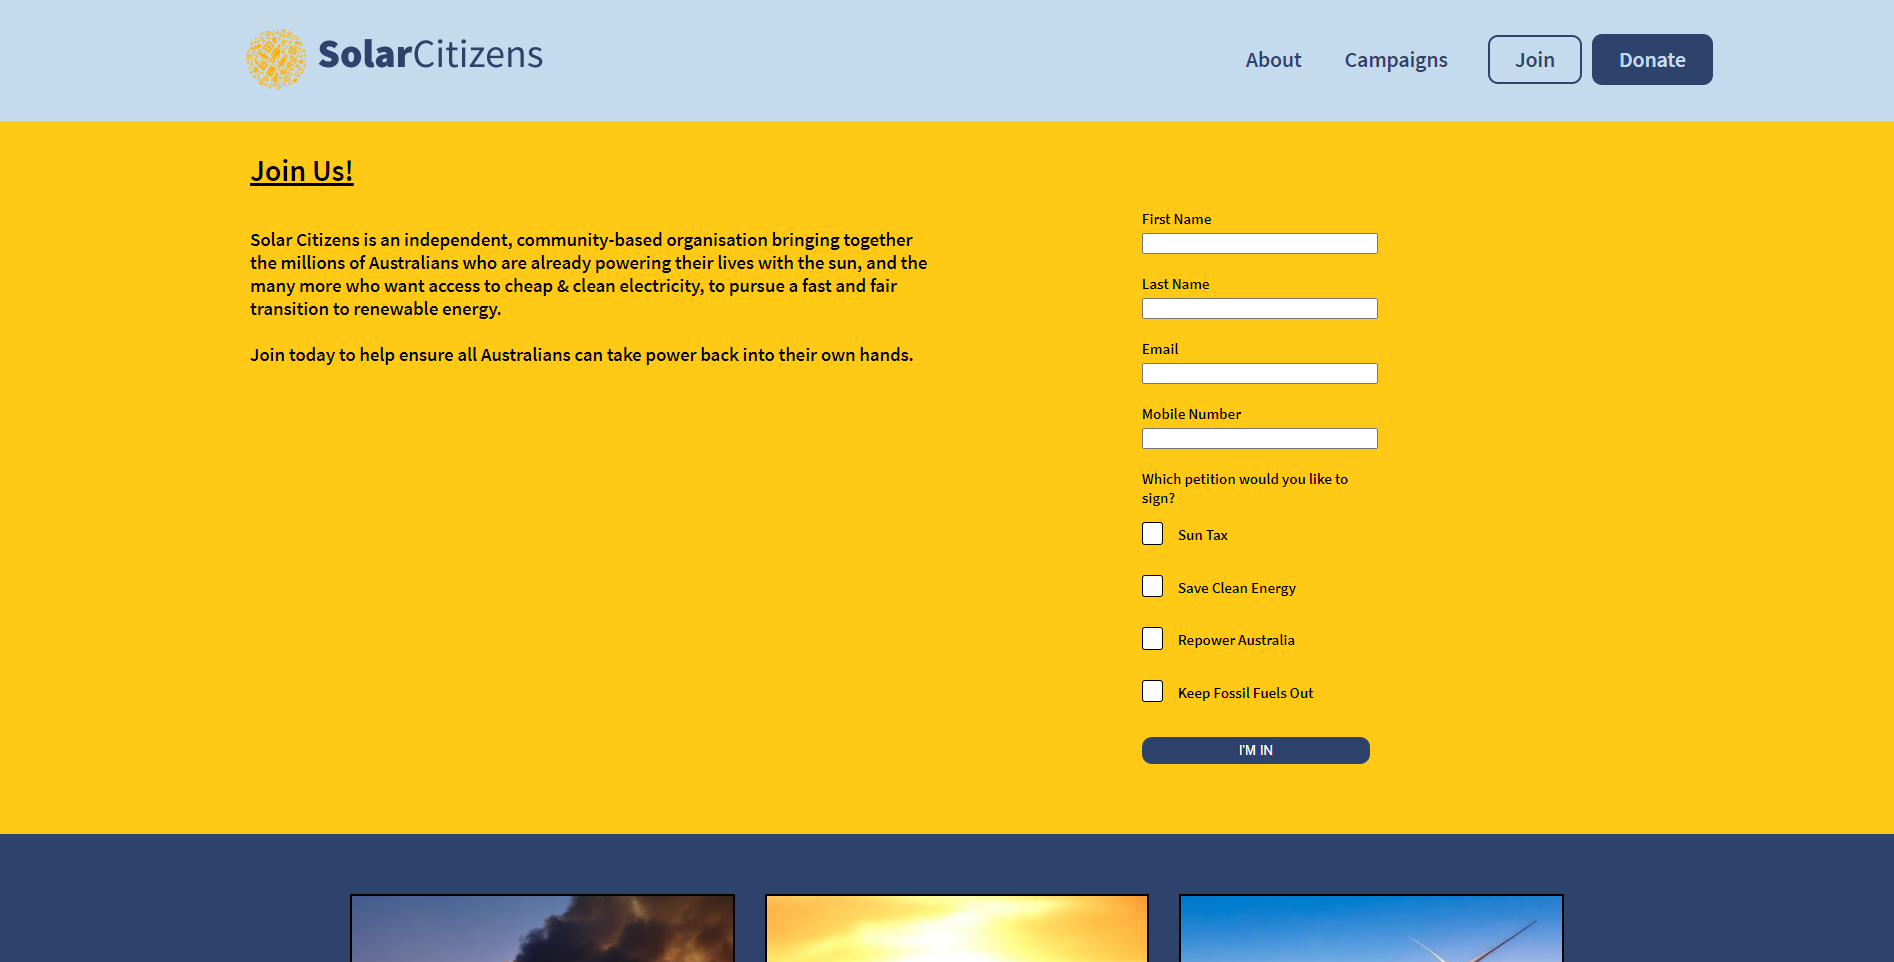 SolarCitizens
About
Campaigns
Join
Donate
Join Us!
Solar Citizens is an independent, community-based organisation bringing together
the millions of Australians who are already powering their lives with the sun, and the
many more who want access to cheap & clean electricity, to pursue a fast and fair
transition to renewable energy.
Join today to help ensure all Australians can take power back into their own hands.
First Name
Last Name
Email
Mobile Number
Which petition would you like to
sign?
Sun Tax
Save Clean Energy
Repower Australia
Keep Fossil Fuels Out
I'M IN